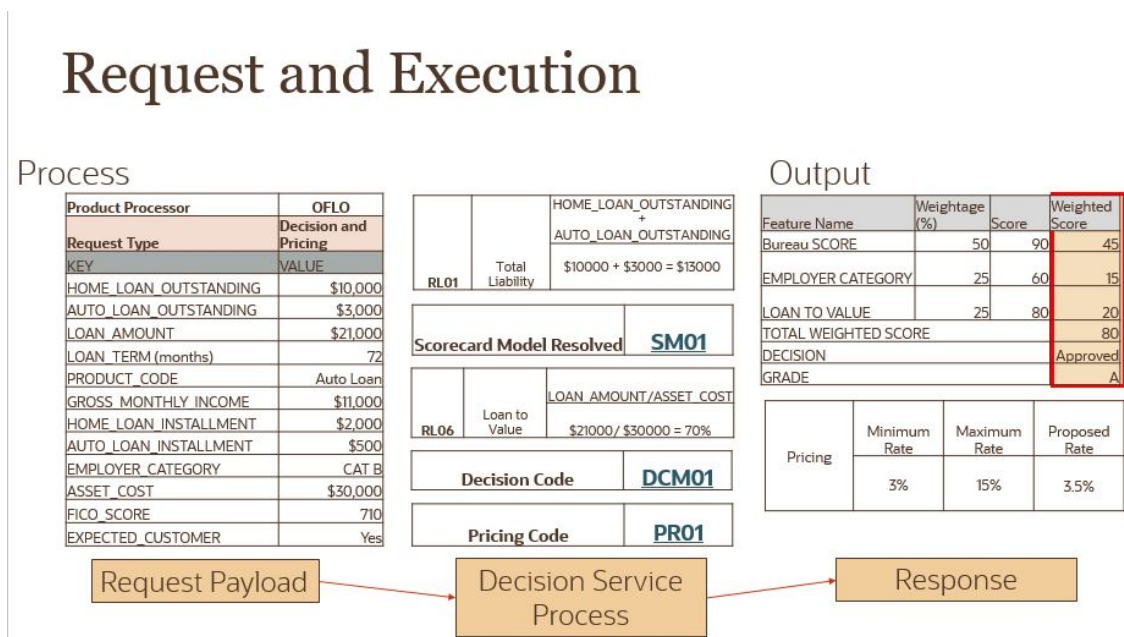 Request and Execution
Process
Product Processor OFLO
Request Type Decision and Pricing
KEY VALUE
HOME_LOAN_OUTSTANDING $10,000
AUTO_LOAN_OUTSTANDING $3,000
LOAN_AMOUNT $21,000
LOAN_TERM (months) 72
PRODUCT_CODE Auto Loan
GROSS_MONTHLY_INCOME $11,000
HOME_LOAN_INSTALLMENT $2,000
AUTO_LOAN_INSTALLMENT $500
EMPLOYER_CATEGORY CAT B
ASSET_COST $30,000
FICO_SCORE 710
EXPECTED_CUSTOMER Yes
HOME_LOAN_OUTSTANDING
+
AUTO_LOAN_OUTSTANDING
RL01 Total Liability $10000 + $3000 = $13000
Scorecard Model Resolved SM01
LOAN_AMOUNT/ASSET_COST
RL06 Loan to Value $21000/ $30000 = 70%
Decision Code DCM01
Pricing Code PR01
Output
Feature Name Weightage (%) Score Weighted Score
Bureau SCORE 50 90 45
EMPLOYER CATEGORY 25 60 15
LOAN TO VALUE 25 80 20
TOTAL WEIGHTED SCORE 80
DECISION Approved
GRADE A
Pricing
Minimum Rate Maximum Rate Proposed Rate
3% 15% 3.5%
Request Payload
Decision Service
Process
Response